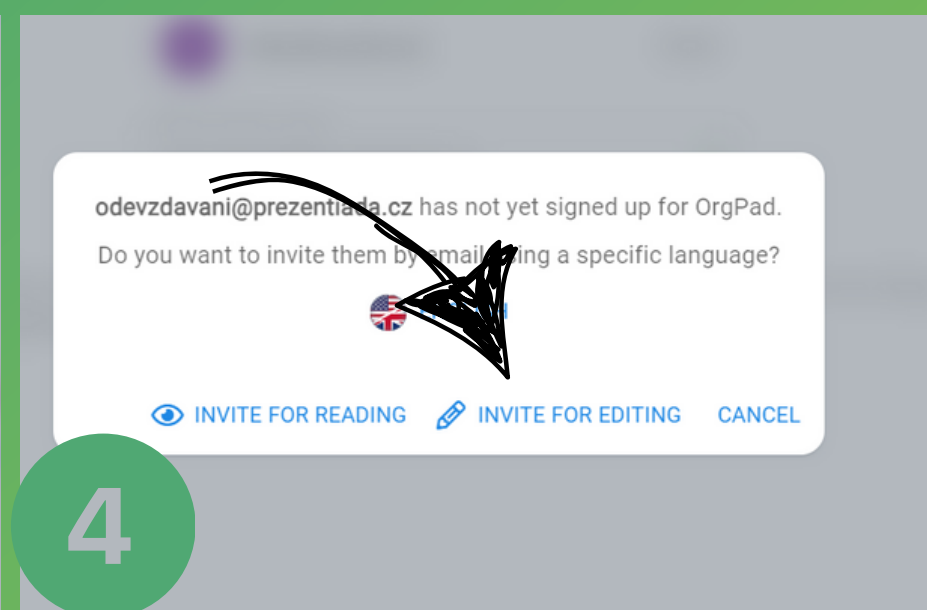 odevzdavani@prezentiada.cz has not yet signed up for OrgPad.
Do you want to invite them by email using a specific language?
INVITE FOR READING INVITE FOR EDITING CANCEL
4